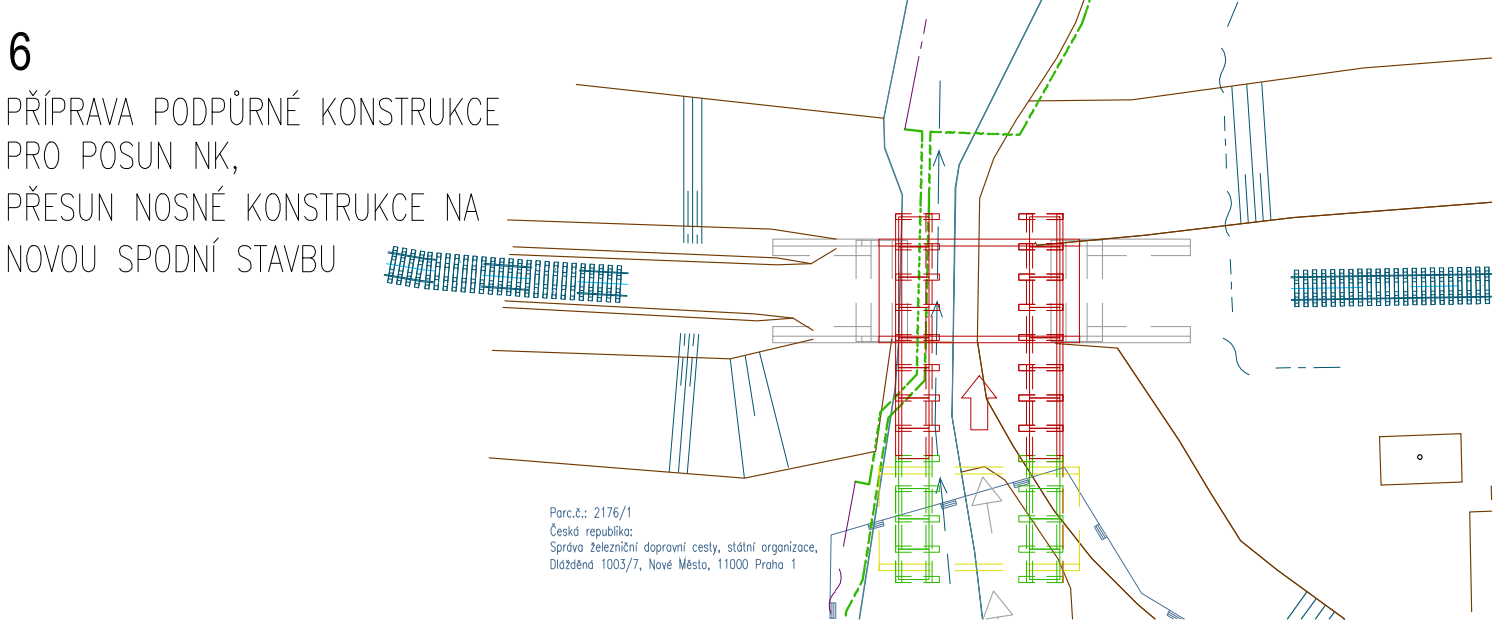 6
PŘÍPRAVA PODPŮRNÉ KONSTRUKCE
PRO POSUN NK,
PŘESUN NOSNÉ KONSTRUKCE NA
NOVOU SPODNÍ STAVBU
Parc.č.: 2176/1
Česká republika;
Správa železniční dopravní cesty, státní organizace,
Dlážděná 1003/7, Nové Město, 11000 Praha 1